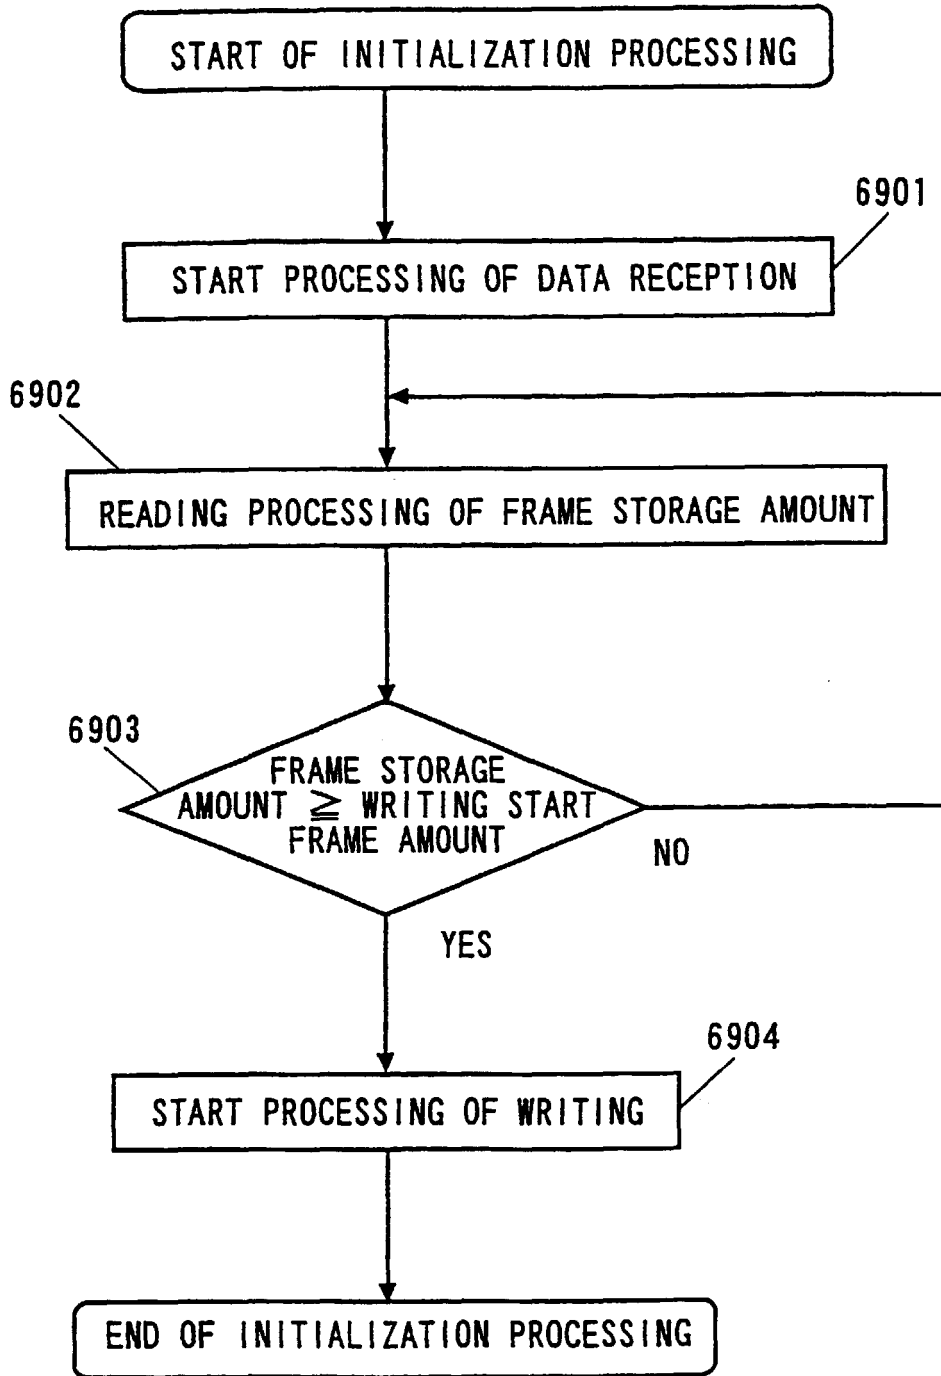 START OF INITIALIZATION PROCESSING
6901
START PROCESSING OF DATA RECEPTION
6902
READING PROCESSING OF FRAME STORAGE AMOUNT
6903
FRAME STORAGE
AMOUNT ≧ WRITING START
FRAME AMOUNT
NO
YES
6904
START PROCESSING OF WRITING
END OF INITIALIZATION PROCESSING